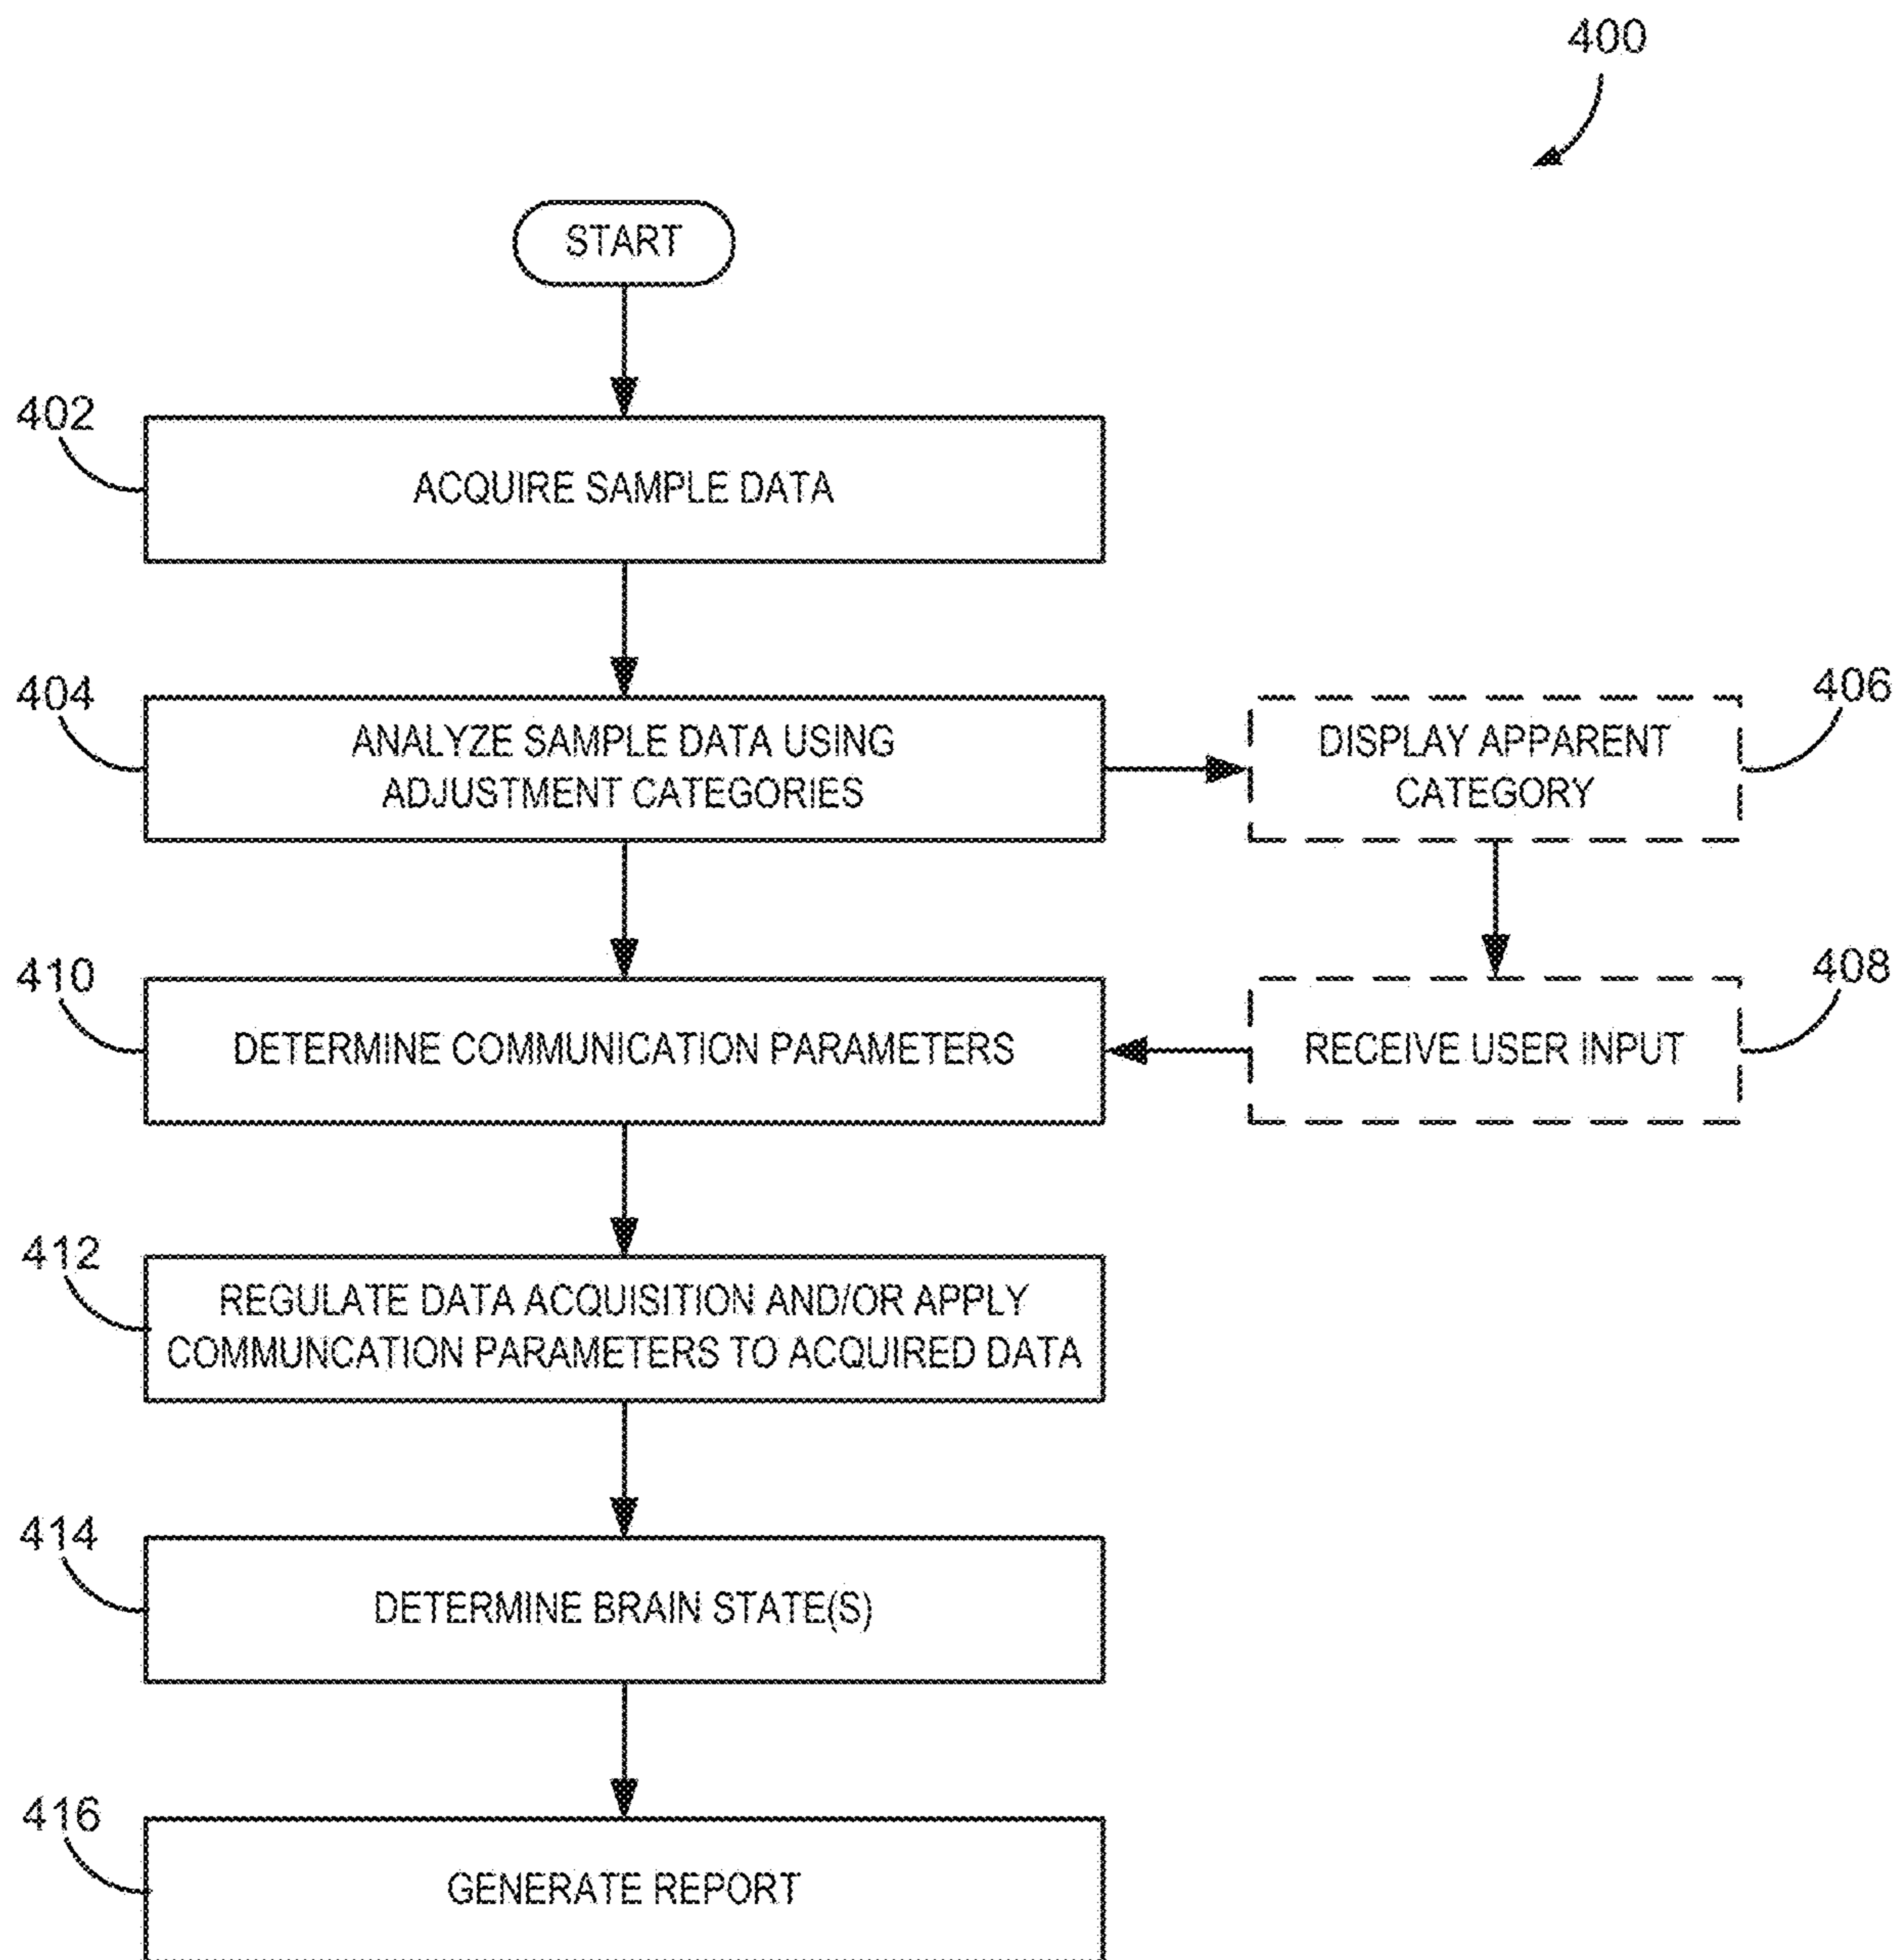 400
START
402
ACQUIRE SAMPLE DATA
404
ANALYZE SAMPLE DATA USING
ADJUSTMENT CATEGORIES
406
DISPLAY APPARENT
CATEGORY
410
DETERMINE COMMUNICATION PARAMETERS
408
RECEIVE USER INPUT
412
REGULATE DATA ACQUISITION AND/OR APPLY
COMMUNCATION PARAMETERS TO ACQUIRED DATA
414
DETERMINE BRAIN STATE(S)
416
GENERATE REPORT